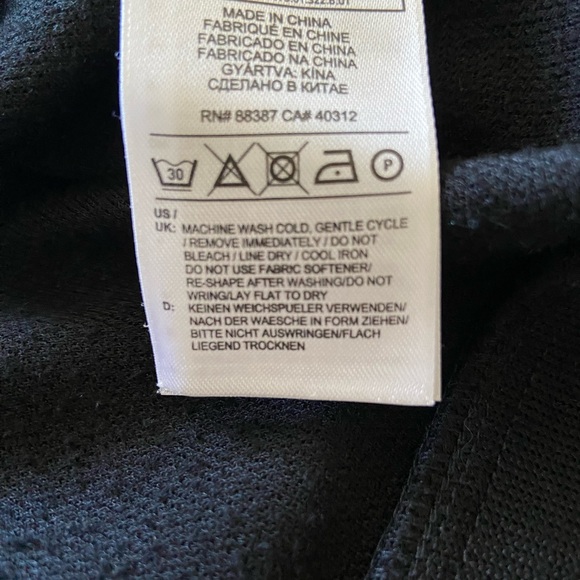 MADE IN CHINA
FABRIQUÉ EN CHINE
FABRICADO EN CHINA
FABRICADO NA CHINA
GYÁRTVA: KÍNA
СДЕЛАНО В КИТАЕ
RN# 88387 CA# 40312
30 P
US /
UK: MACHINE WASH COLD, GENTLE CYCLE
/ REMOVE IMMEDIATELY / DO NOT
BLEACH / LINE DRY / COOL IRON
DO NOT USE FABRIC SOFTENER/
RE-SHAPE AFTER WASHING/DO NOT
WRING/LAY FLAT TO DRY
D: KEINEN WEICHSPUELER VERWENDEN/
NACH DER WAESCHE IN FORM ZIEHEN/
BITTE NICHT AUSWRINGEN/FLACH
LIEGEND TROCKNEN